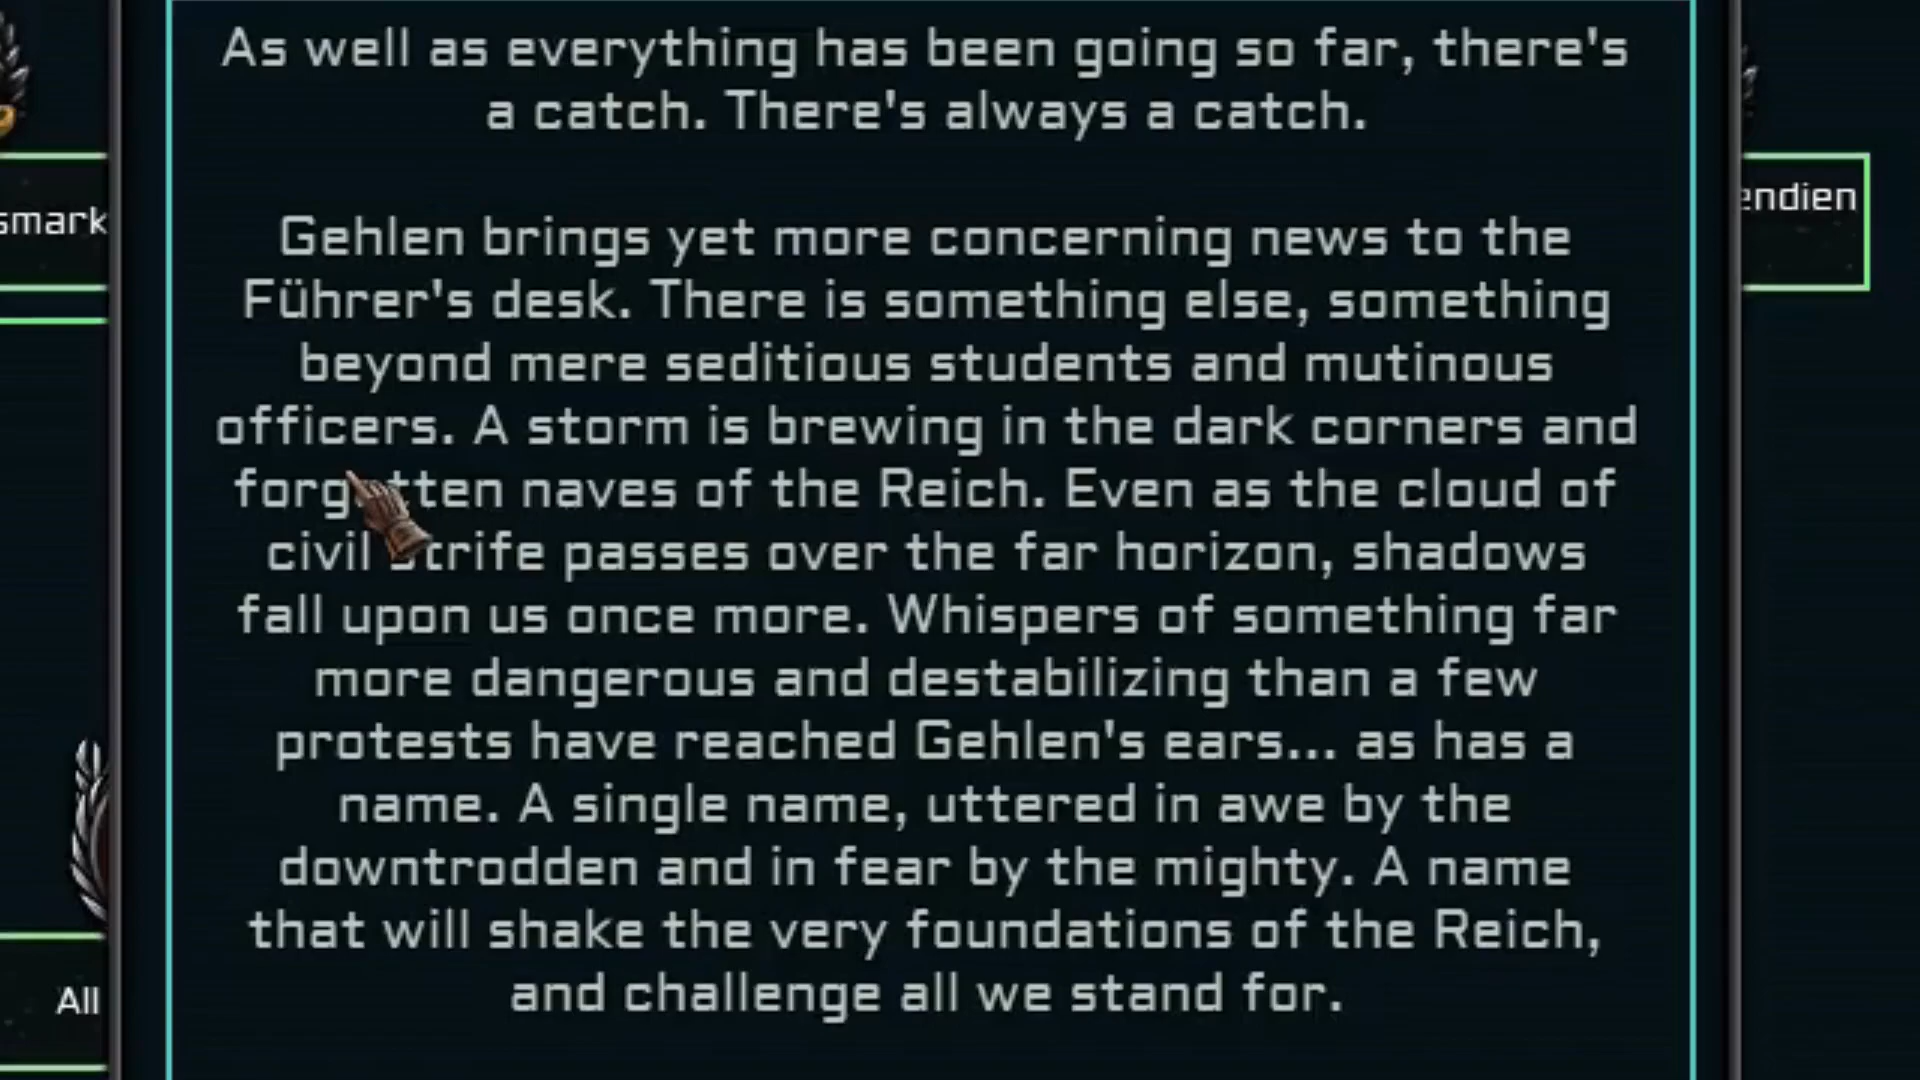 As well as everything has been going so far, there's
a catch. There's always a catch.
Gehlen brings yet more concerning news to the
Führer's desk. There is something else, something
beyond mere seditious students and mutinous
officers. A storm is brewing in the dark corners and
forgotten naves of the Reich. Even as the cloud of
civil strife passes over the far horizon, shadows
fall upon us once more. Whispers of something far
more dangerous and destabilizing than a few
protests have reached Gehlen's ears... as has a
name. A single name, uttered in awe by the
downtrodden and in fear by the mighty. A name
that will shake the very foundations of the Reich,
and challenge all we stand for.
smark
endien
All